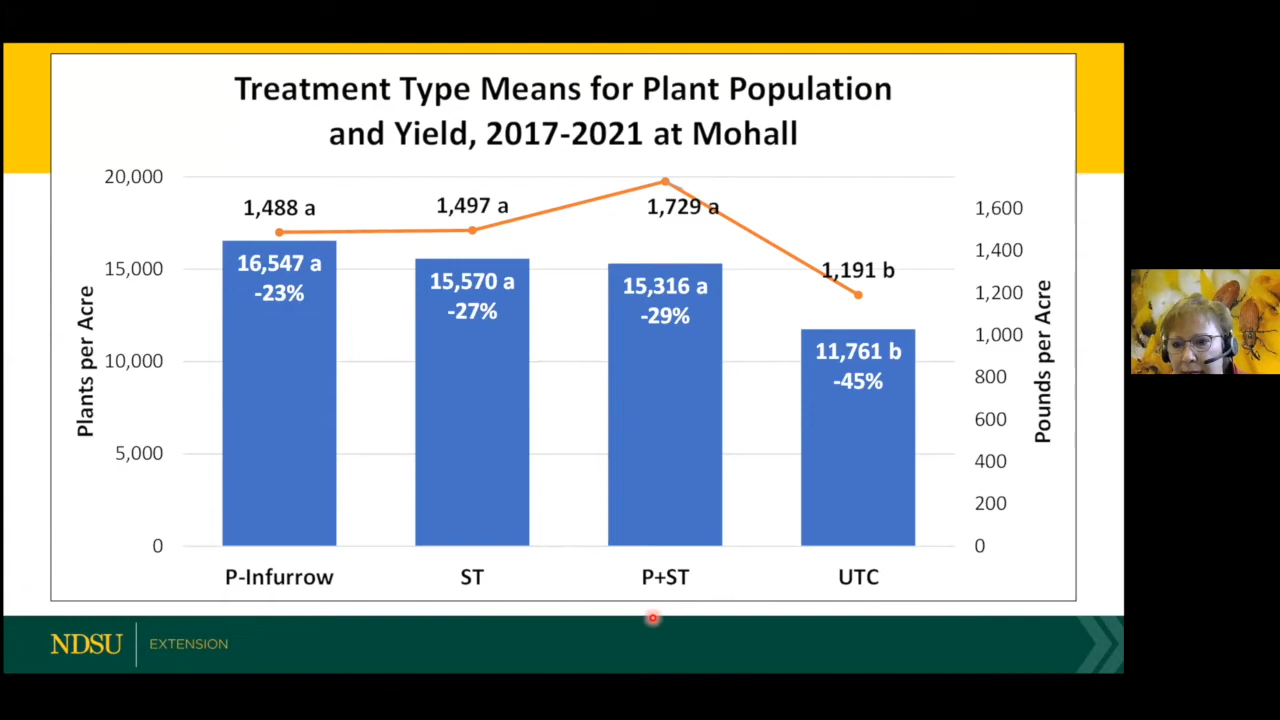 Treatment Type Means for Plant Population
and Yield, 2017-2021 at Mohall
20,000
15,000
10,000
5,000
0
Plants per Acre
1,488 a
1,497 a
1,729 a
1,191 b
16,547 a
-23%
15,570 a
-27%
15,316 a
-29%
11,761 b
-45%
1,600
1,400
1,200
1,000
800
600
400
200
0
Pounds per Acre
P-Infurrow
ST
P+ST
UTC
NDSU EXTENSION